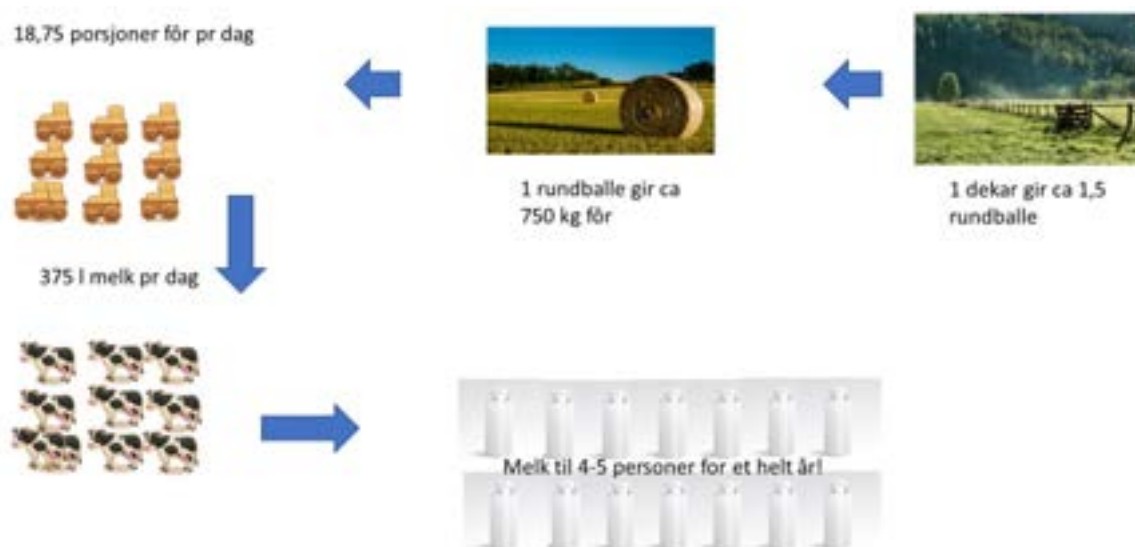 18,75 porsjoner fôr pr dag
1 rundballe gir ca
750 kg fôr
1 dekar gir ca 1,5
rundballe
375 l melk pr dag
Melk til 4-5 personer for et helt år!